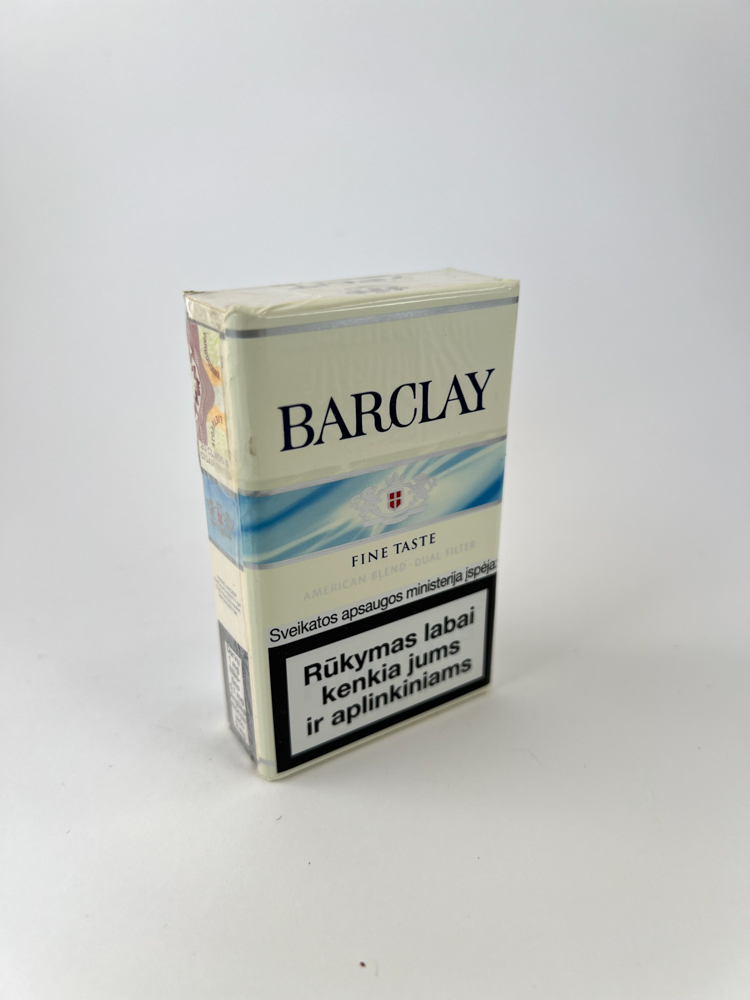 BARCLAY
FINE TASTE
AMERICAN BLEND · DUAL FILTER
Sveikatos apsaugos ministerija įspėja:
Rūkymas labai
kenkia jums
ir aplinkiniams